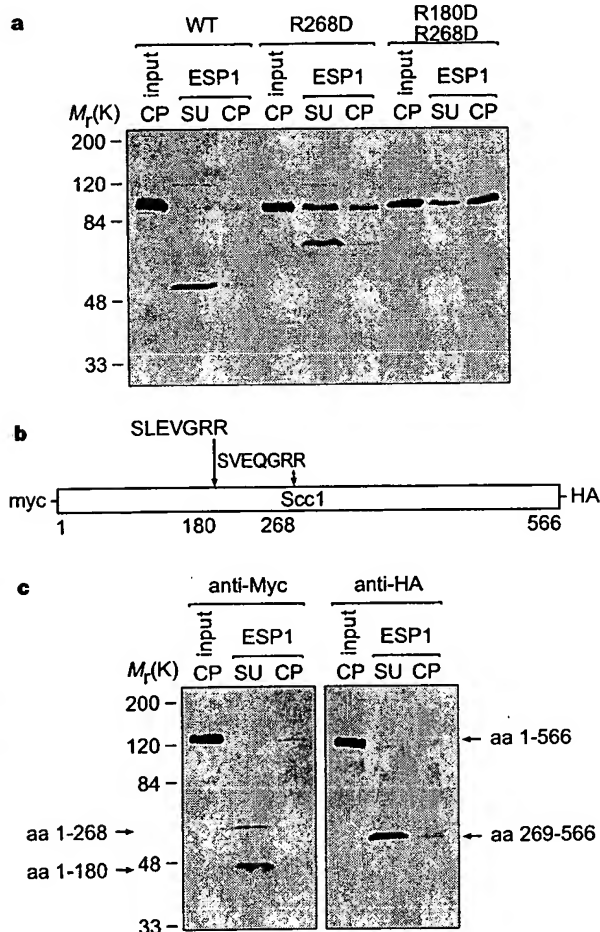 a
WT R268D R180D
R268D
input ESP1 input ESP1 input ESP1
Mr(K) CP SU CP CP SU CP CP SU CP
200
120
84
48
33
b
SLEVGRR
SVEQGRR
myc Scc1 HA
1 180 268 566
c
anti-Myc anti-HA
input ESP1 input ESP1
Mr(K) CP SU CP CP SU CP
200
120 aa 1-566
84
aa 1-268 aa 269-566
48
aa 1-180
33